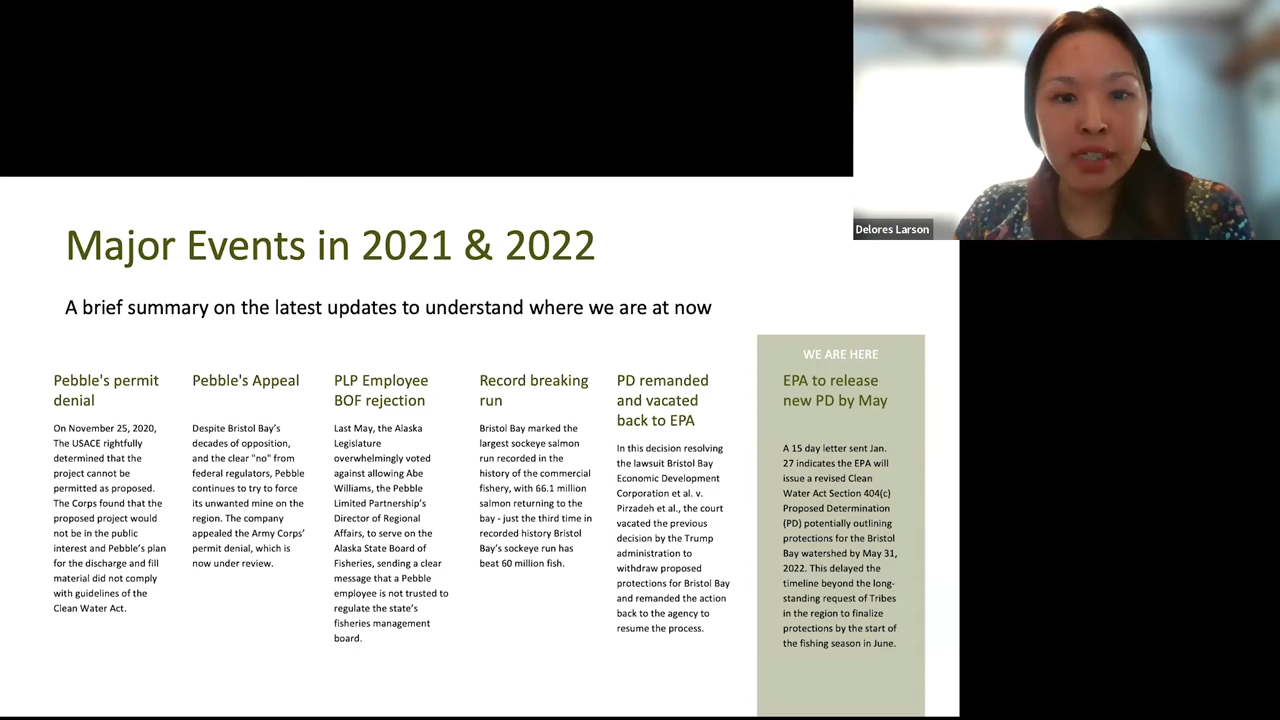 Delores Larson
Major Events in 2021 & 2022
A brief summary on the latest updates to understand where we are at now
Pebble's permit
denial
On November 25, 2020,
The USACE rightfully
determined that the
project cannot be
permitted as proposed.
The Corps found that the
proposed project would
not be in the public
interest and Pebble's plan
for the discharge and fill
material did not comply
with guidelines of the
Clean Water Act.
Pebble's Appeal
Despite Bristol Bay's
decades of opposition,
and the clear "no" from
federal regulators, Pebble
continues to try to force
its unwanted mine on the
region. The company
appealed the Army Corps'
permit denial, which is
now under review.
PLP Employee
BOF rejection
Last May, the Alaska
Legislature
overwhelmingly voted
against allowing Abe
Williams, the Pebble
Limited Partnership's
Director of Regional
Affairs, to serve on the
Alaska State Board of
Fisheries, sending a clear
message that a Pebble
employee is not trusted to
regulate the state's
fisheries management
board.
Record breaking
run
Bristol Bay marked the
largest sockeye salmon
run recorded in the
history of the commercial
fishery, with 66.1 million
salmon returning to the
bay - just the third time in
recorded history Bristol
Bay's sockeye run has
beat 60 million fish.
PD remanded
and vacated
back to EPA
In this decision resolving
the lawsuit Bristol Bay
Economic Development
Corporation et al. v.
Pirzadeh et al., the court
vacated the previous
decision by the Trump
administration to
withdraw proposed
protections for Bristol Bay
and remanded the action
back to the agency to
resume the process.
WE ARE HERE
EPA to release
new PD by May
A 15 day letter sent Jan.
27 indicates the EPA will
issue a revised Clean
Water Act Section 404(c)
Proposed Determination
(PD) potentially outlining
protections for the Bristol
Bay watershed by May 31,
2022. This delayed the
timeline beyond the long-
standing request of Tribes
in the region to finalize
protections by the start of
the fishing season in June.